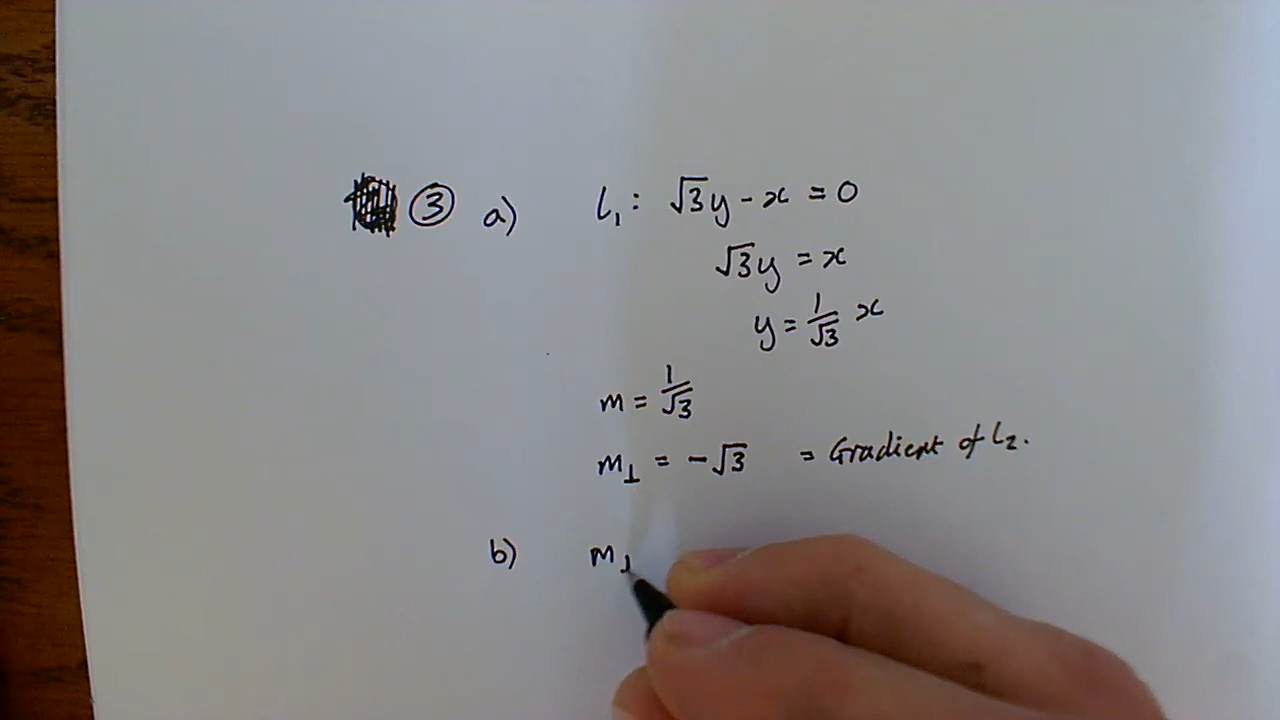 ③ a) l₁: √3y - x = 0
√3y = x
y = 1/√3 x
m = 1/√3
m⊥ = -√3 = Gradient of l₂.
b) m⊥